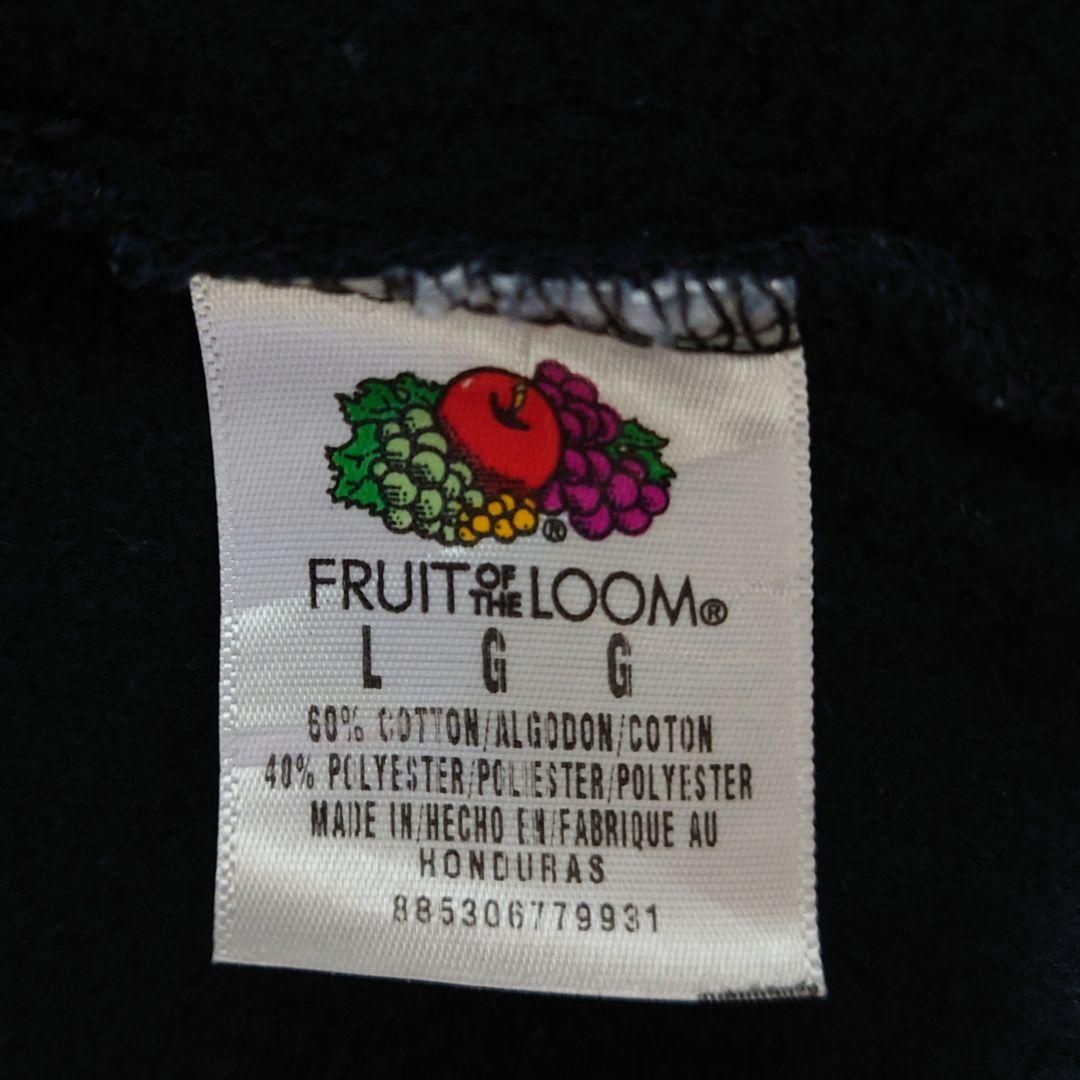 ®
FRUIT OF THE LOOM®
L G G
60% COTTON/ALGODON/COTON
40% POLYESTER/POLIESTER/POLYESTER
MADE IN/HECHO EN/FABRIQUE AU
HONDURAS
885306779931